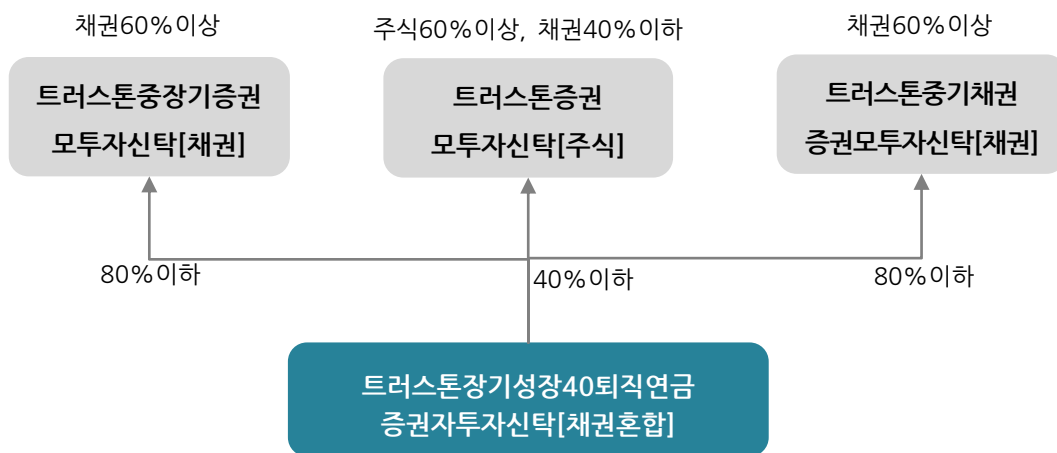 채권60%이상
주식60%이상, 채권40%이하
채권60%이상
트러스톤중장기증권
모투자신탁[채권]
트러스톤증권
모투자신탁[주식]
트러스톤중기채권
증권모투자신탁[채권]
80%이하
40%이하
80%이하
트러스톤장기성장40퇴직연금
증권자투자신탁[채권혼합]